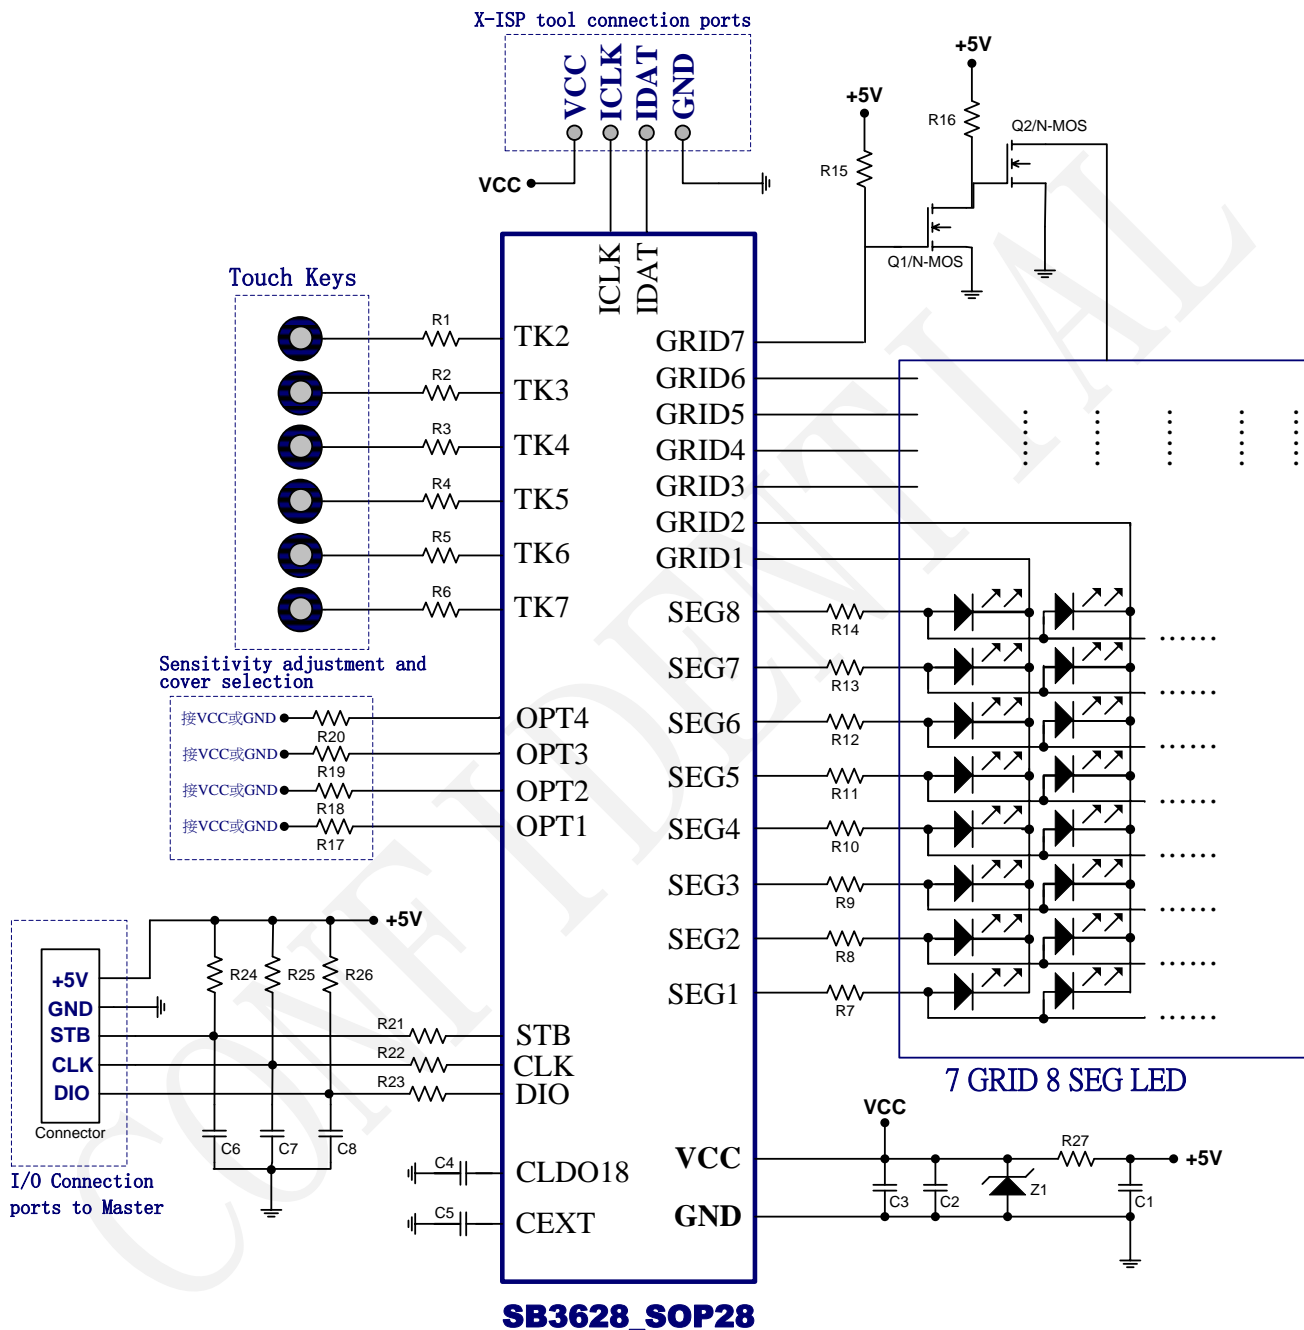 X-ISP tool connection ports
VCC
ICLK
IDAT
GND
VCC
+5V
+5V
R15
R16
Q2/N-MOS
Q1/N-MOS
ICLK
IDAT
Touch Keys
R1
TK2
R2
TK3
R3
TK4
R4
TK5
R5
TK6
R6
TK7
GRID7
GRID6
GRID5
GRID4
GRID3
GRID2
GRID1
SEG8
R14
SEG7
R13
SEG6
R12
SEG5
R11
SEG4
R10
SEG3
R9
SEG2
R8
SEG1
R7
7 GRID 8 SEG LED
Sensitivity adjustment and
cover selection
接VCC或GND
R20
OPT4
接VCC或GND
R19
OPT3
接VCC或GND
R18
OPT2
接VCC或GND
R17
OPT1
+5V
R24
R25
R26
+5V
GND
STB
CLK
DIO
Connector
R21
STB
R22
CLK
R23
DIO
C6
C7
C8
I/O Connection
ports to Master
C4
CLDO18
C5
CEXT
VCC
VCC
GND
C3
C2
Z1
R27
C1
+5V
SB3628_SOP28
CONFIDENTIAL